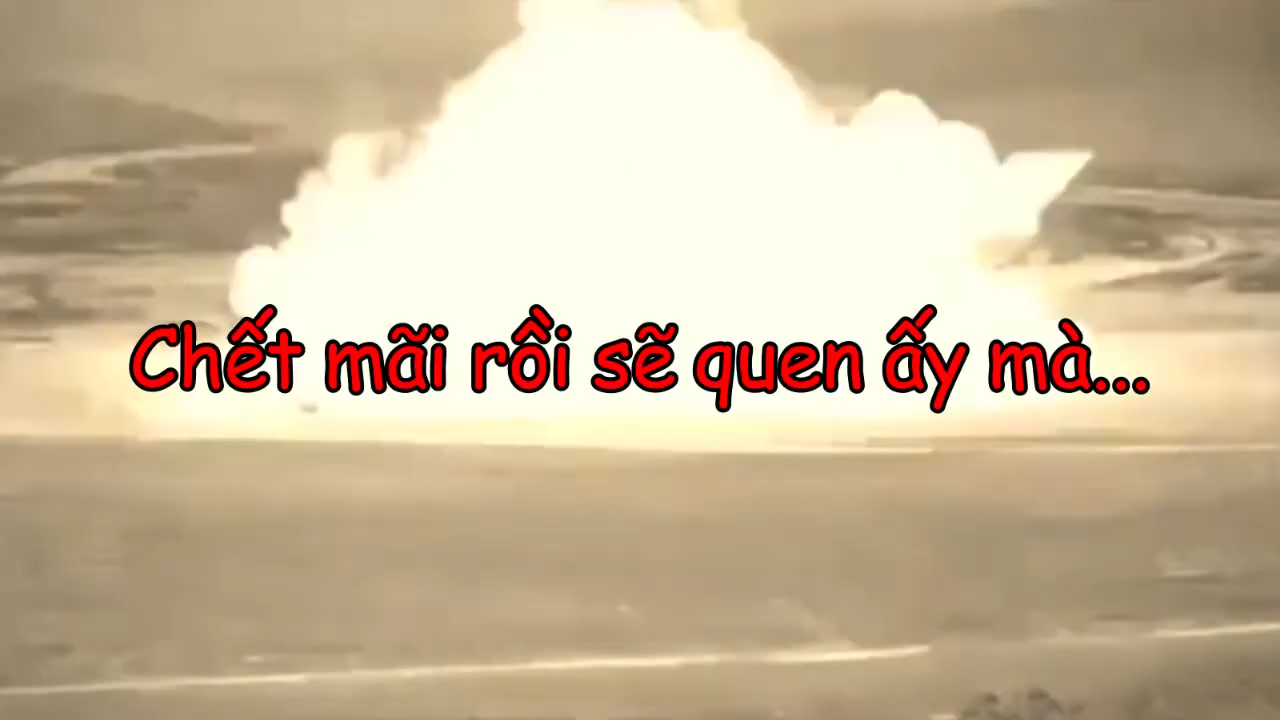 Chết mãi rồi sẽ quen ấy mà...